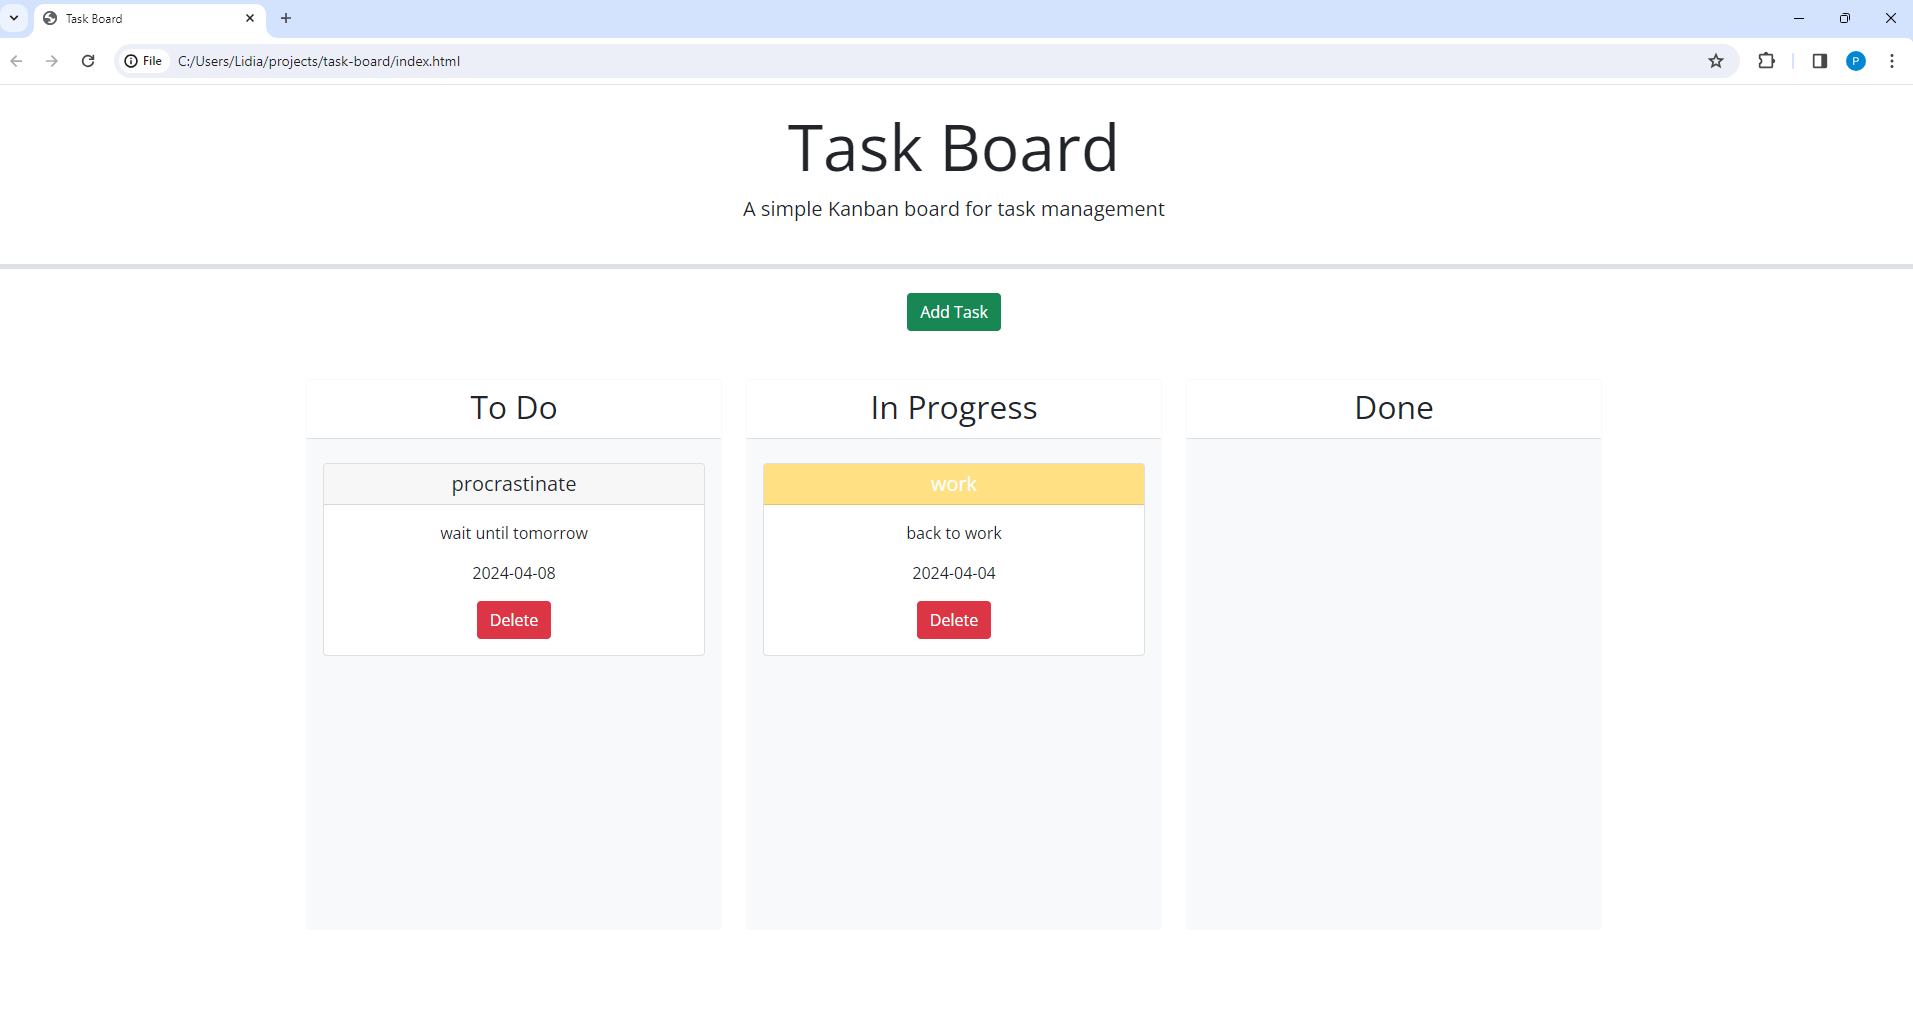 Task Board
File C:/Users/Lidia/projects/task-board/index.html
P
Task Board
A simple Kanban board for task management
Add Task
To Do
procrastinate
wait until tomorrow
2024-04-08
Delete
In Progress
work
back to work
2024-04-04
Delete
Done